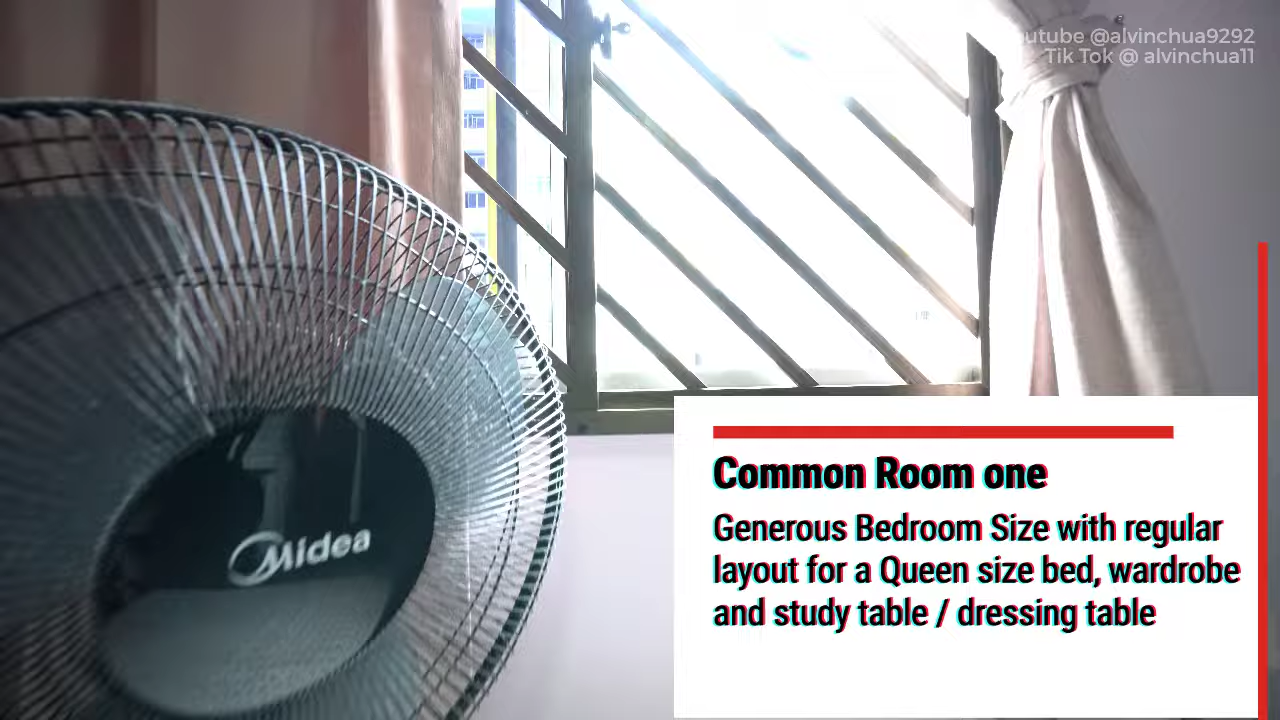 utube @alvinchua9292
Tik Tok @ alvinchua11
Midea
Common Room one
Generous Bedroom Size with regular
layout for a Queen size bed, wardrobe
and study table / dressing table